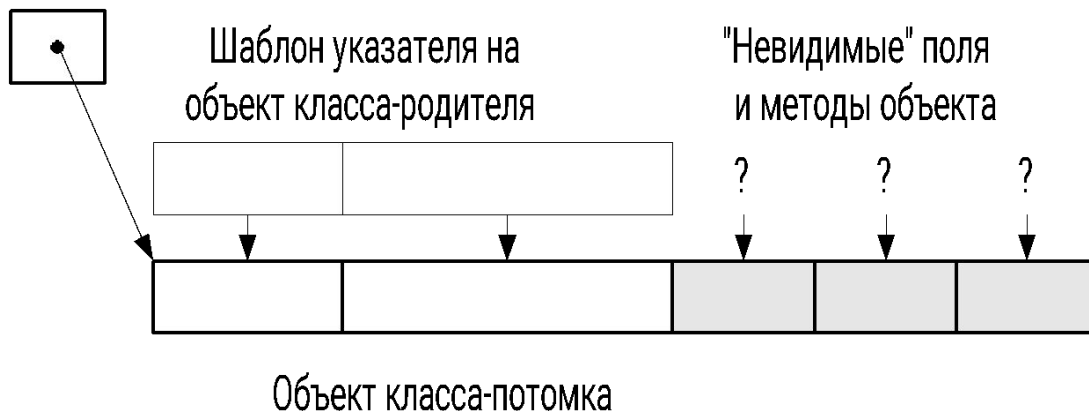 Шаблон указателя на
объект класса-родителя
"Невидимые" поля
и методы объекта
? ? ?
Объект класса-потомка